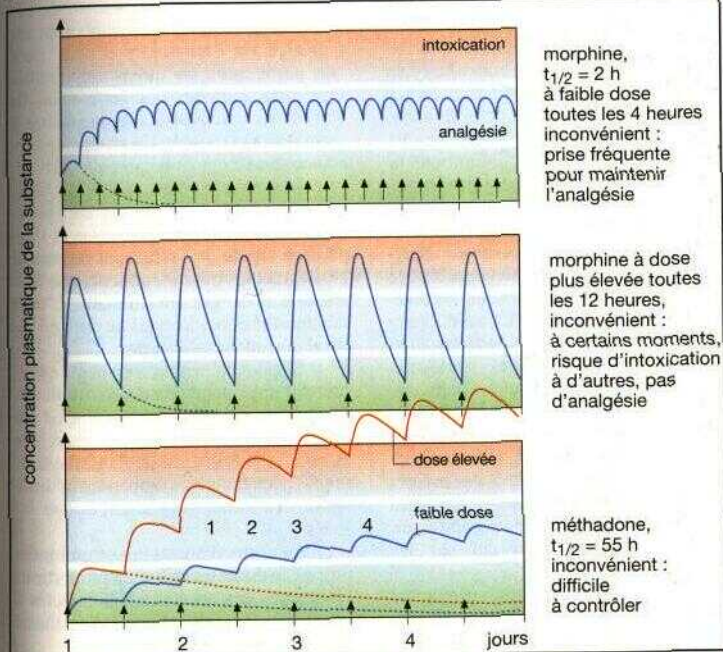 concentration plasmatique de la substance
intoxication
analgésie
morphine,
t1/2 = 2 h
à faible dose
toutes les 4 heures
inconvénient :
prise fréquente
pour maintenir
l'analgésie
morphine à dose
plus élevée toutes
les 12 heures,
inconvénient :
à certains moments,
risque d'intoxication
à d'autres, pas
d'analgésie
dose élevée
1 2 3 4
faible dose
méthadone,
t1/2 = 55 h
inconvénient :
difficile
à contrôler
1 2 3 4 jours